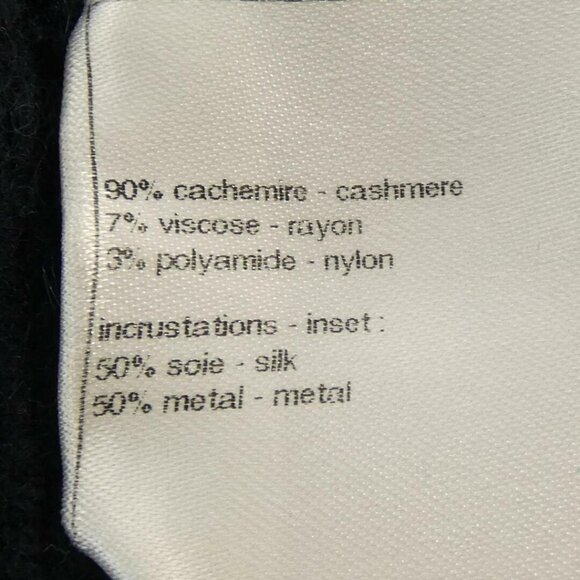 90% cachemire - cashmere
7% viscose - rayon
3% polyamide - nylon
incrustations - inset :
50% soie - silk
50% metal - metal